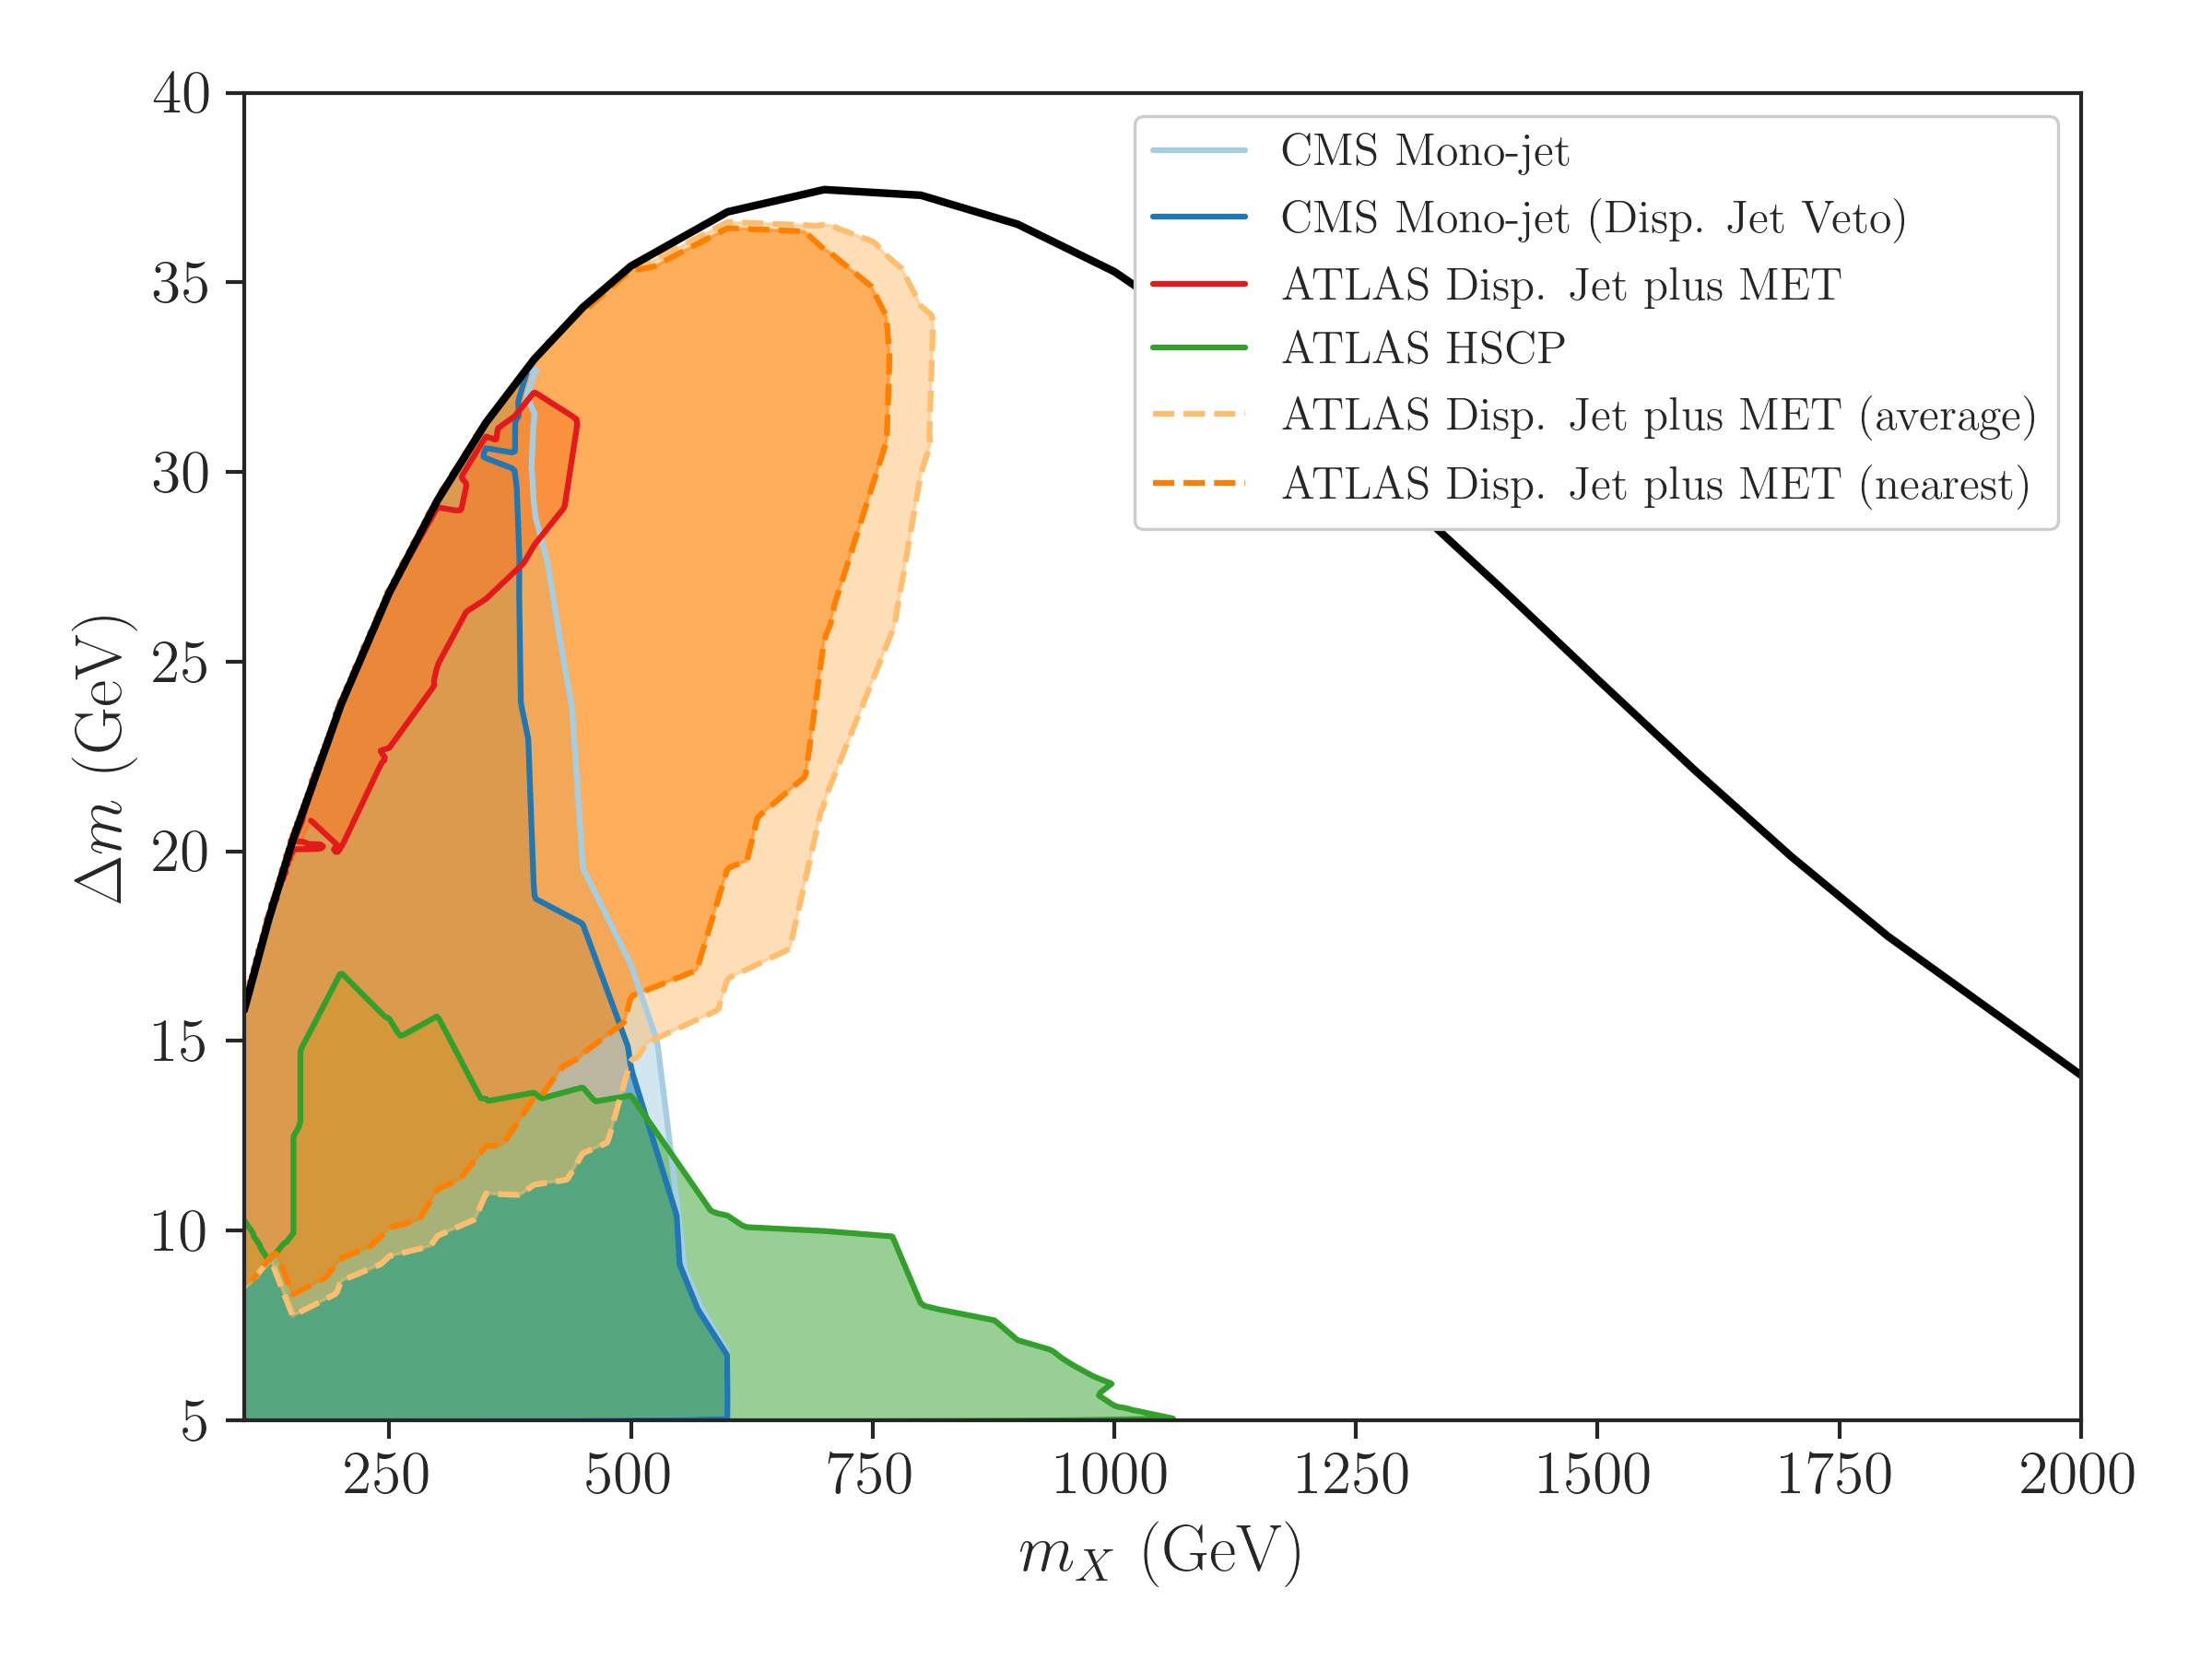 CMS Mono-jet
CMS Mono-jet (Disp. Jet Veto)
ATLAS Disp. Jet plus MET
ATLAS HSCP
ATLAS Disp. Jet plus MET (average)
ATLAS Disp. Jet plus MET (nearest)
40
35
30
25
20
15
10
5
Δm (GeV)
250 500 750 1000 1250 1500 1750 2000
m_X (GeV)